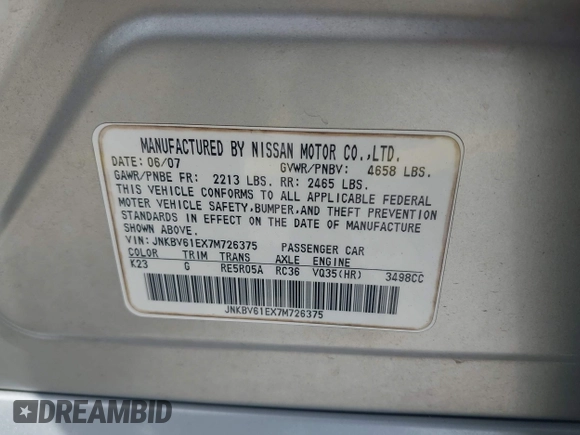 MANUFACTURED BY NISSAN MOTOR CO.,LTD.
DATE: 06/07 GVWR/PNBV: 4658 LBS.
GAWR/PNBE FR: 2213 LBS. RR: 2465 LBS.
THIS VEHICLE CONFORMS TO ALL APPLICABLE FEDERAL
MOTOR VEHICLE SAFETY,BUMPER,AND THEFT PREVENTION
STANDARDS IN EFFECT ON THE DATE OF MANUFACTURE
SHOWN ABOVE.
VIN: JNKBV61EX7M726375 PASSENGER CAR
COLOR TRIM TRANS AXLE ENGINE
K23 G RE5R05A RC36 VQ35(HR) 3498CC
JNKBV61EX7M726375
DREAMBID